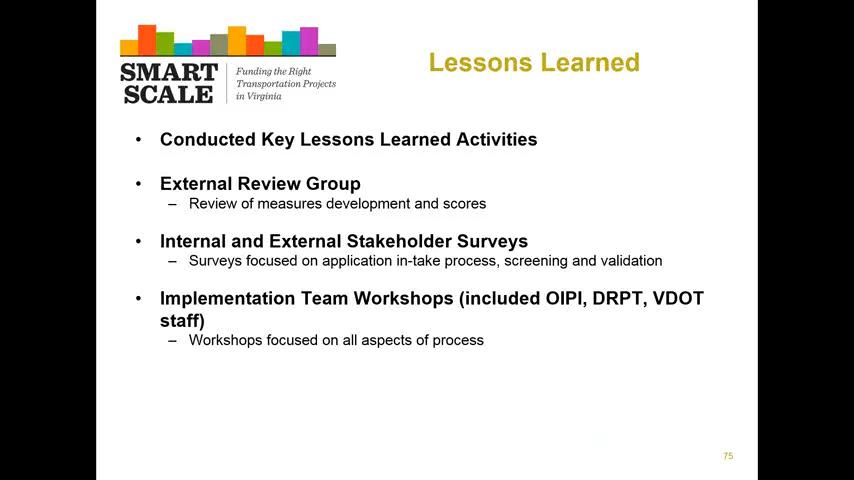 SMART
SCALE
Funding the Right
Transportation Projects
in Virginia
Lessons Learned
• Conducted Key Lessons Learned Activities
• External Review Group
– Review of measures development and scores
• Internal and External Stakeholder Surveys
– Surveys focused on application in-take process, screening and validation
• Implementation Team Workshops (included OIPI, DRPT, VDOT
staff)
– Workshops focused on all aspects of process
75